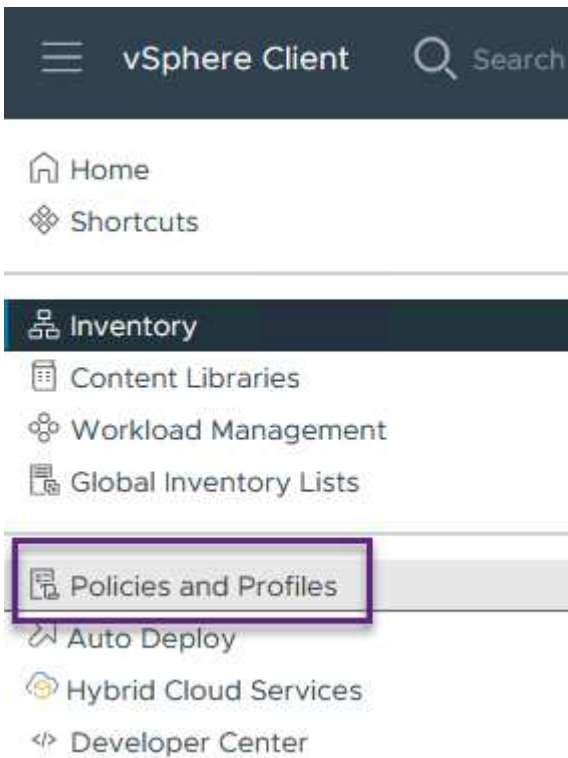 vSphere Client Search
Home
Shortcuts
Inventory
Content Libraries
Workload Management
Global Inventory Lists
Policies and Profiles
Auto Deploy
Hybrid Cloud Services
Developer Center